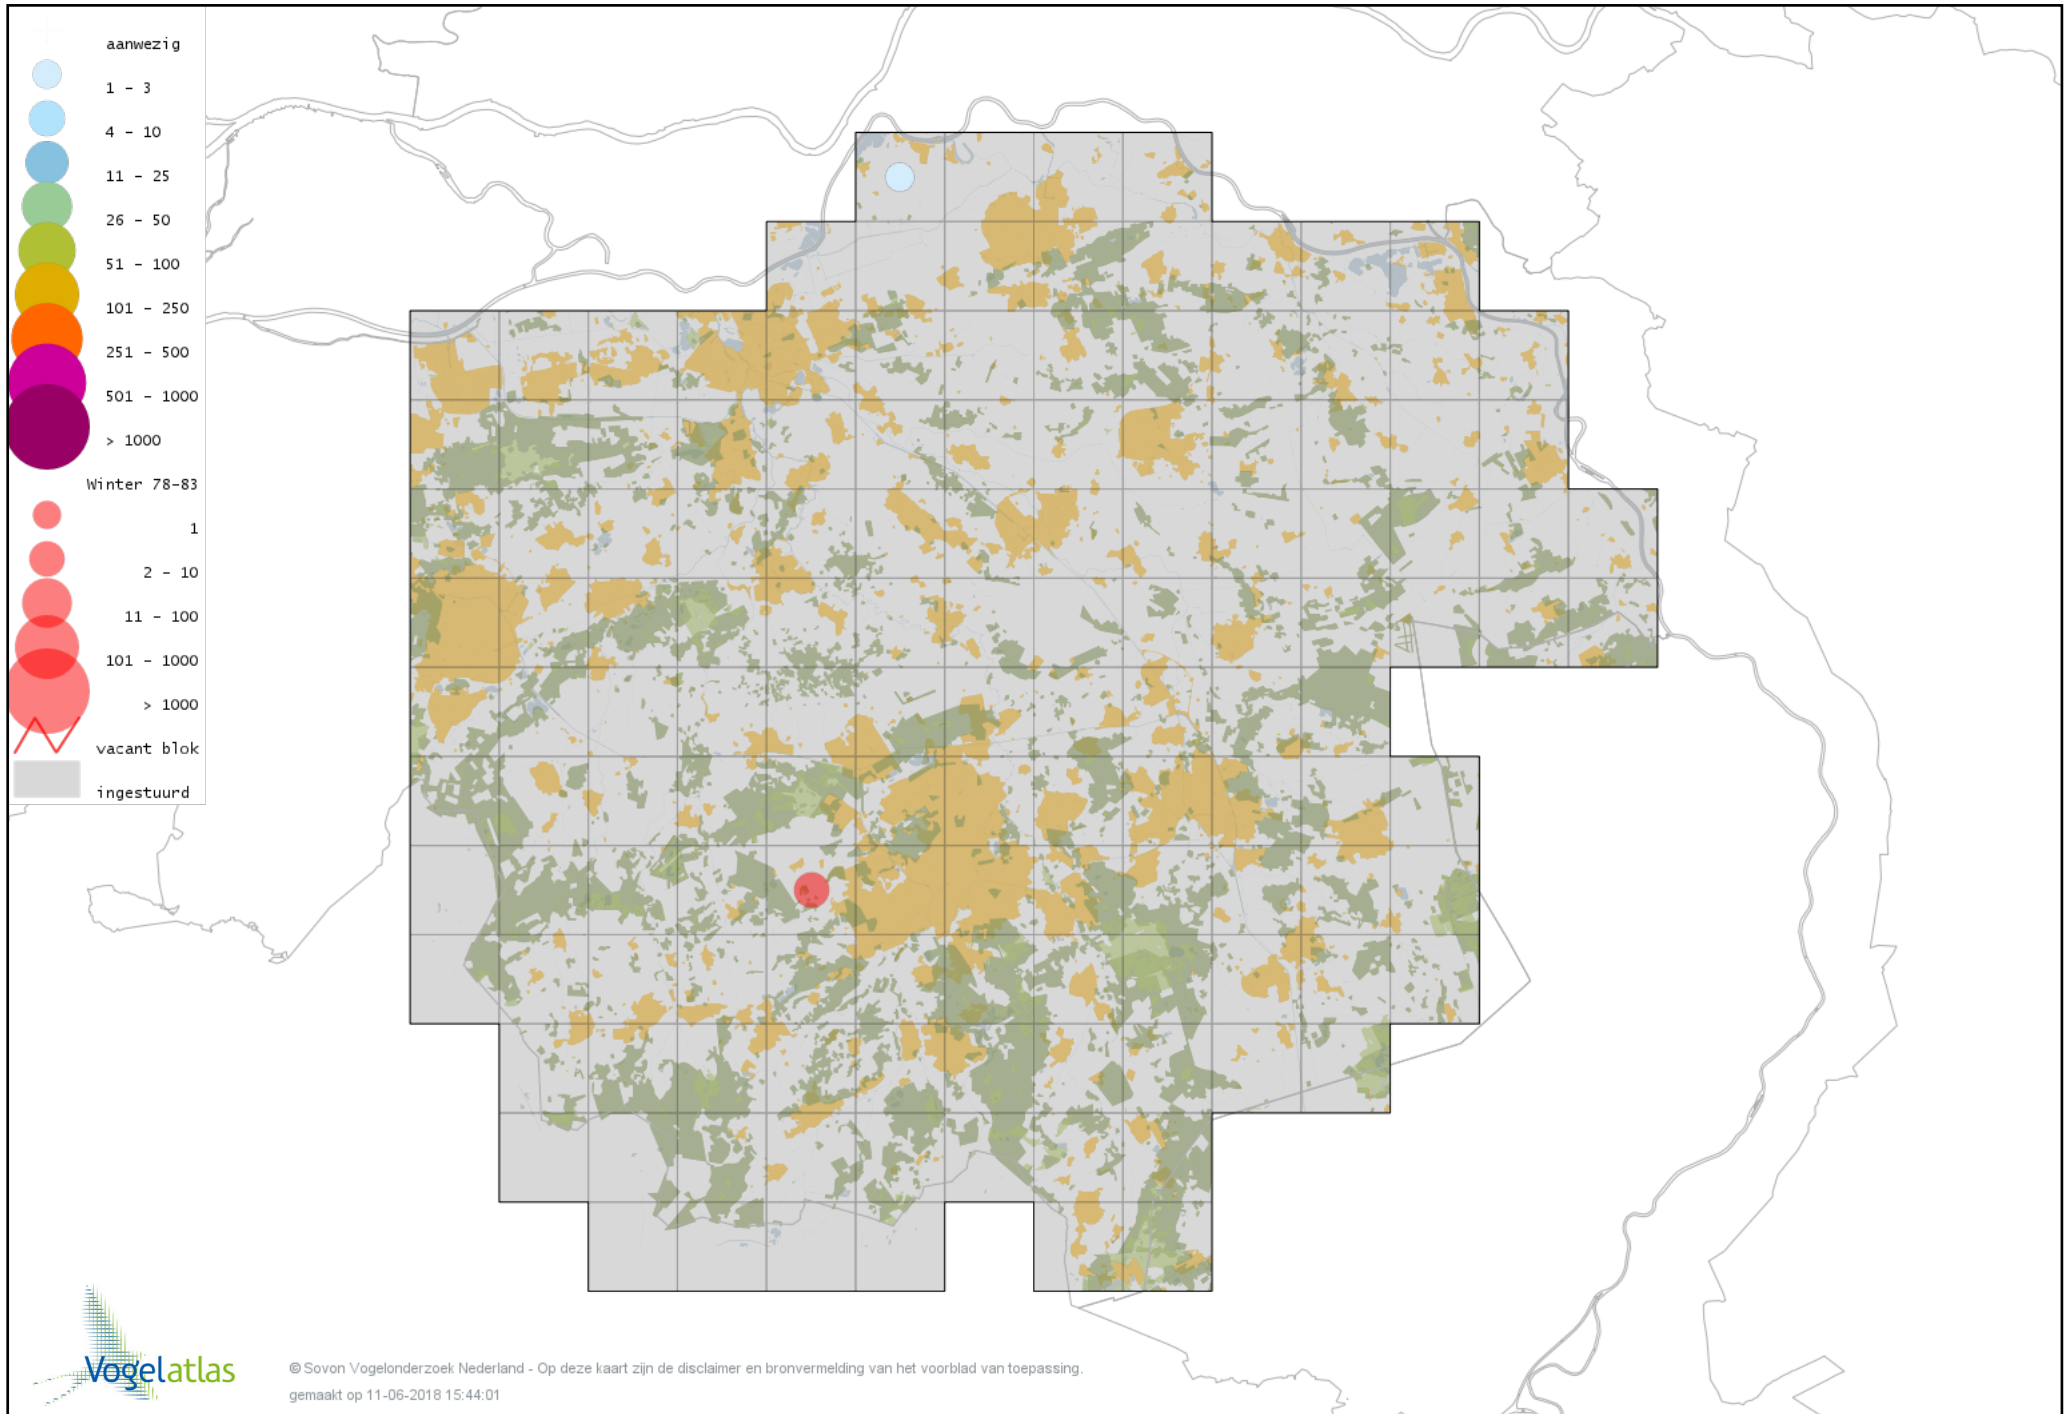 aanwezig
1 - 3
4 - 10
11 - 25
26 - 50
51 - 100
101 - 250
251 - 500
501 - 1000
> 1000
Winter 78-83
1
2 - 10
11 - 100
101 - 1000
> 1000
vacant blok
ingestuurd
Vogelatlas
© Sovon Vogelonderzoek Nederland - Op deze kaart zijn de disclaimer en bronvermelding van het voorblad van toepassing.
gemaakt op 11-06-2018 15:44:01